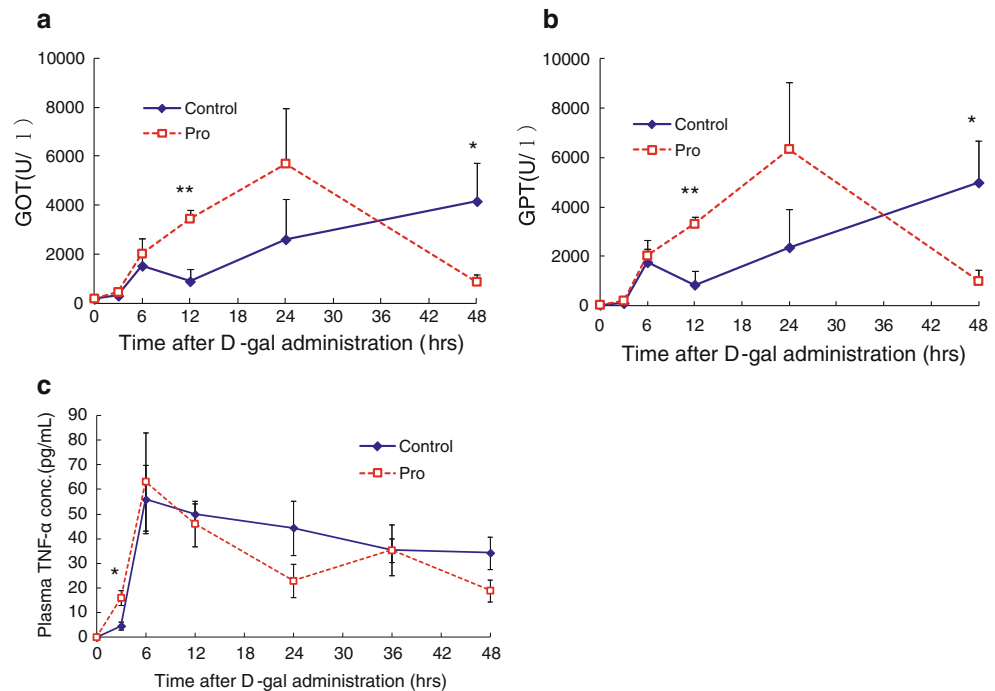 a
10000
8000
6000
4000
2000
0
GOT(U/l)
Control
Pro
**
*
0 6 12 18 24 30 36 42 48
Time after D-gal administration (hrs)
b
10000
8000
6000
4000
2000
0
GPT(U/l)
Control
Pro
**
*
0 6 12 18 24 30 36 42 48
Time after D-gal administration (hrs)
c
90
80
70
60
50
40
30
20
10
0
Plasma TNF-α conc.(pg/mL)
Control
Pro
*
0 6 12 18 24 30 36 42 48
Time after D-gal administration (hrs)